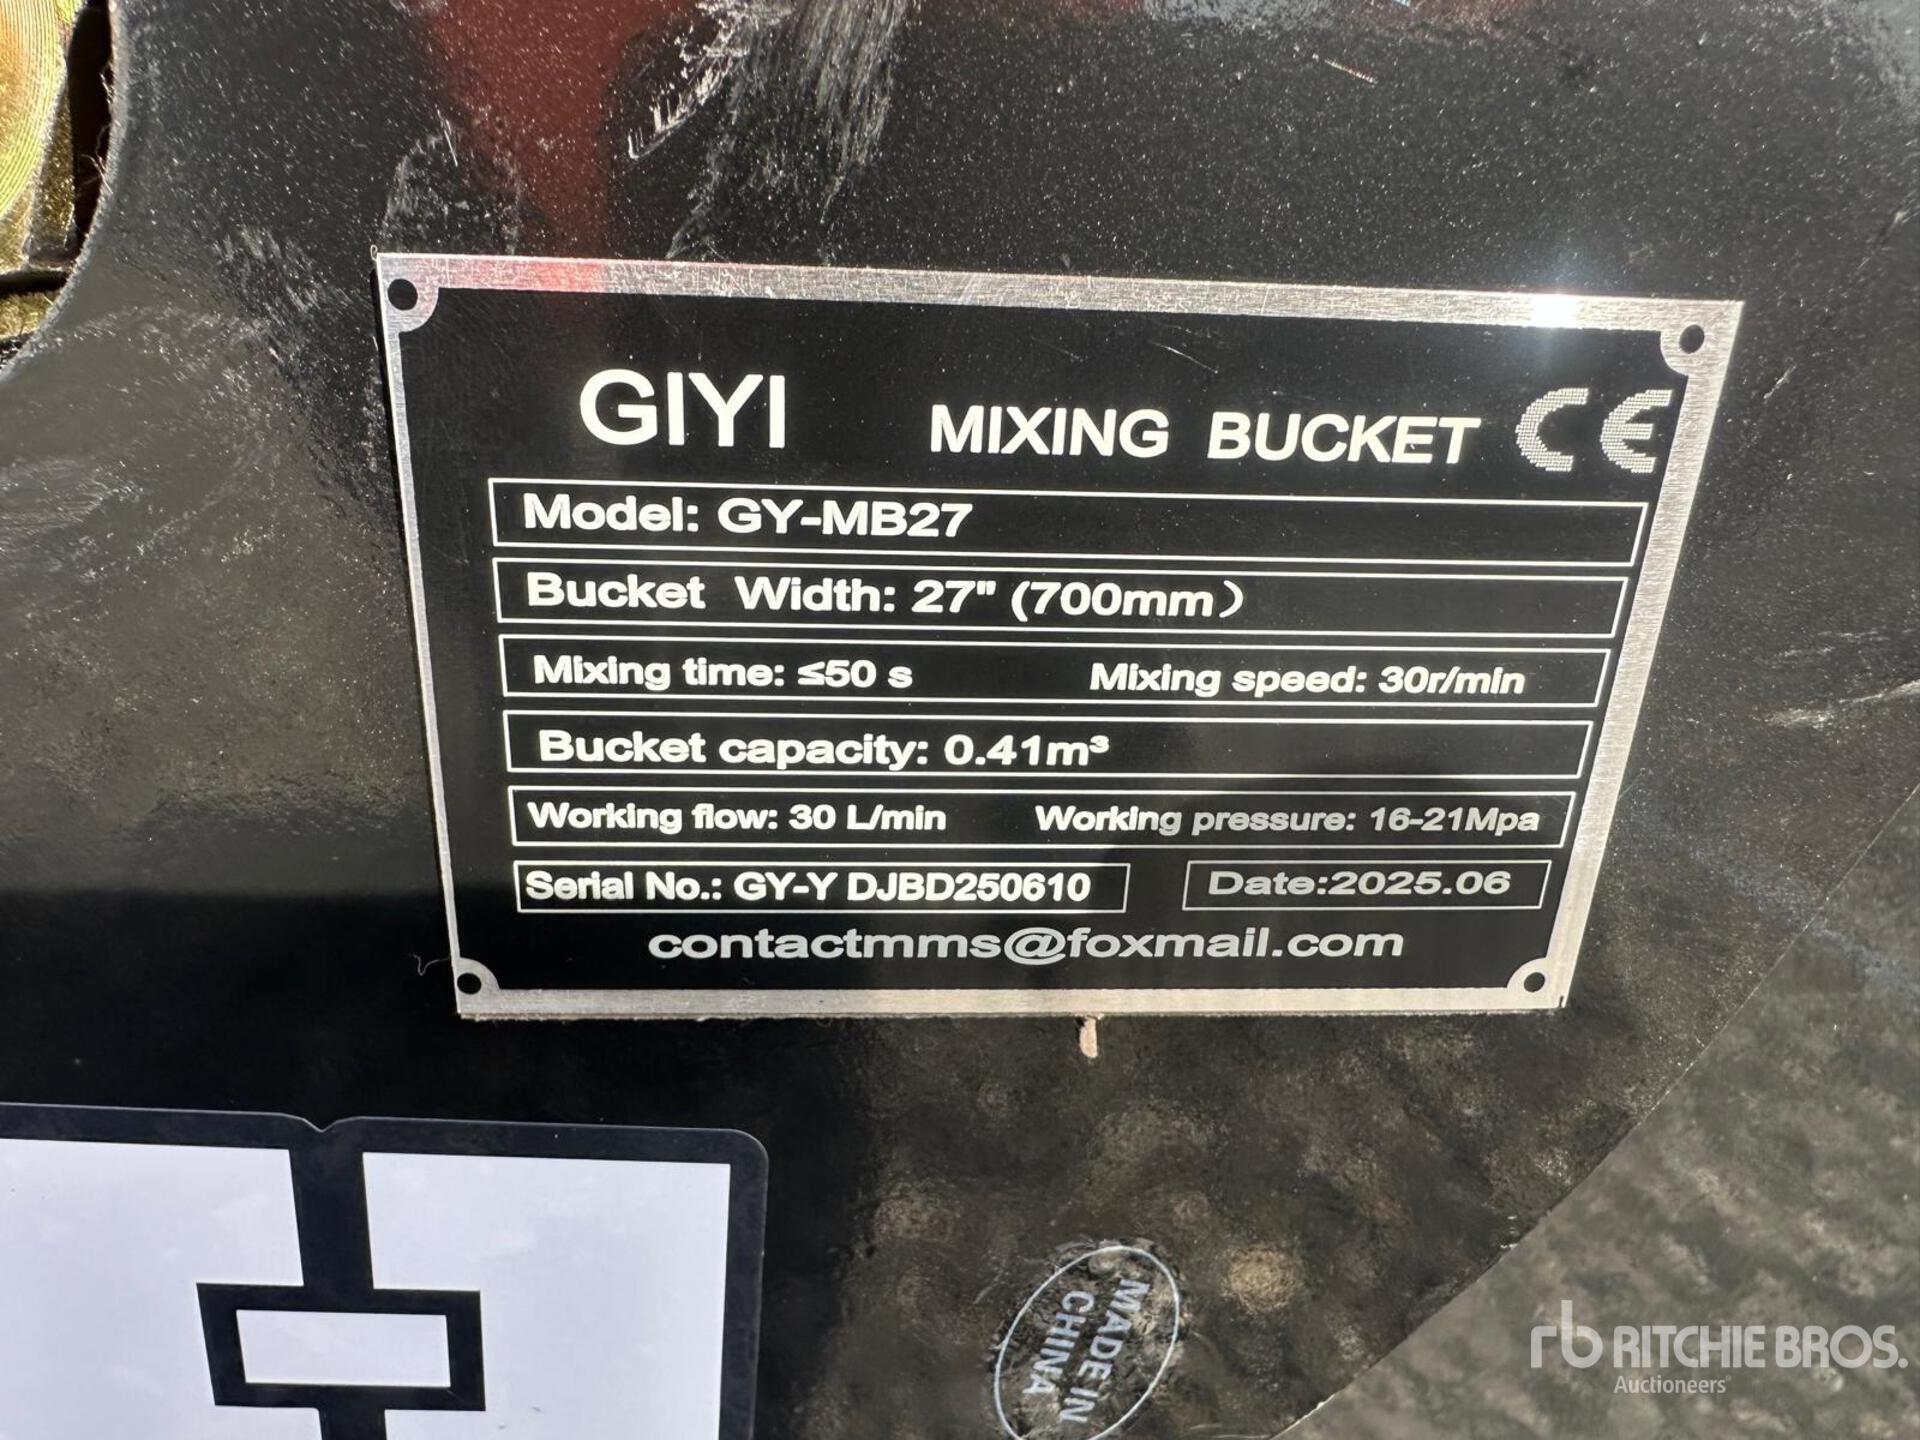 GIYI MIXING BUCKET CE
Model: GY-MB27
Bucket Width: 27" (700mm）
Mixing time: ≤50 s Mixing speed: 30r/min
Bucket capacity: 0.41m³
Working flow: 30 L/min Working pressure: 16-21Mpa
Serial No.: GY-Y DJBD250610 Date:2025.06
contactmms@foxmail.com
MADE IN
CHINA
rb RITCHIE BROS.
Auctioneers